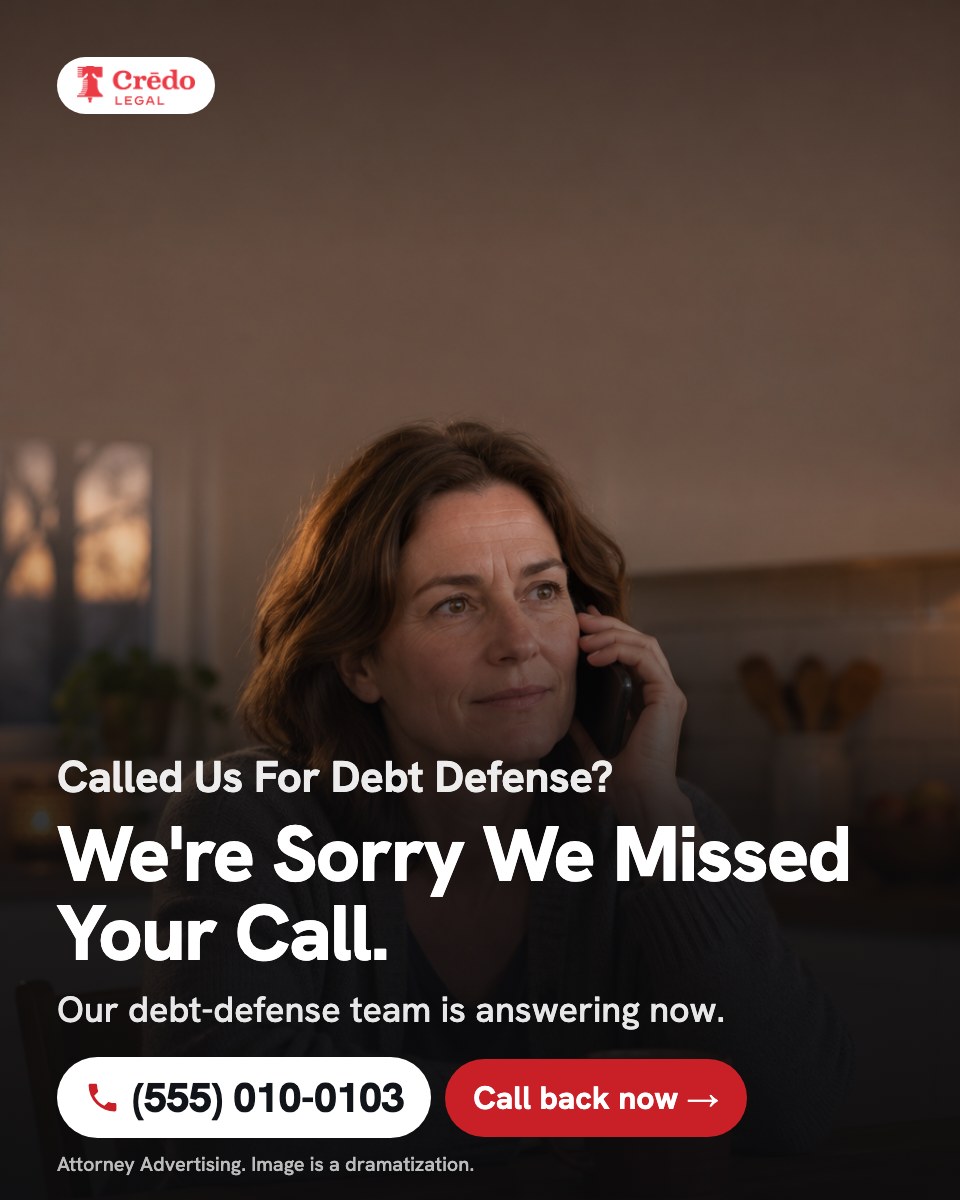 Crēdo
LEGAL
Called Us For Debt Defense?
We're Sorry We Missed
Your Call.
Our debt-defense team is answering now.
(555) 010-0103
Call back now →
Attorney Advertising. Image is a dramatization.